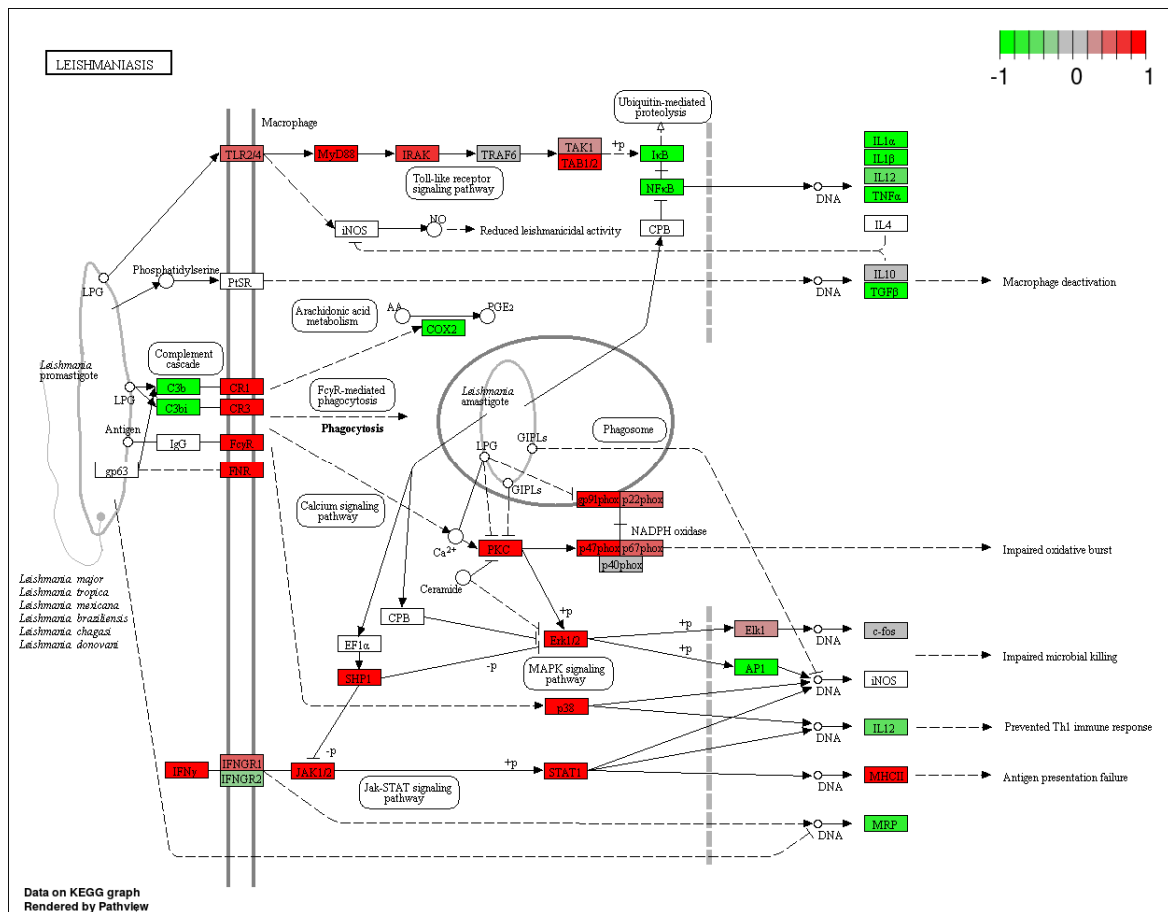 LEISHMANIASIS
-1
0
1
Macrophage
Ubiquitin-mediated
proteolysis
TLR2/4
MyD88
IRAK
TRAF6
TAK1
TAB1/2
+p
IκB
NFκB
CPB
Toll-like receptor
signaling pathway
DNA
IL1α
IL1β
IL12
TNFα
IL4
iNOS
NO
Reduced leishmanicidal activity
LPG
Phosphatidylserine
PtSR
DNA
IL10
TGFβ
Macrophage deactivation
Arachidonic acid
metabolism
AA
PGE2
COX2
Leishmania
promastigote
Complement
cascade
C3b
CR1
LPG
C3bi
CR3
FcγR-mediated
phagocytosis
Phagocytosis
Antigen
IgG
FcγR
gp63
FNR
Leishmania
amastigote
LPG
GIPLs
GIPLs
Phagosome
gp91phox
p22phox
NADPH oxidase
p47phox
p67phox
p40phox
Impaired oxidative burst
Calcium signaling
pathway
Ca2+
PKC
Ceramide
Leishmania major
Leishmania tropica
Leishmania mexicana
Leishmania braziliensis
Leishmania chagasi
Leishmania donovani
CPB
EF1α
SHP1
-p
+p
Erk1/2
MAPK signaling
pathway
+p
Elk1
DNA
c-fos
+p
AP1
DNA
iNOS
Impaired microbial killing
p38
DNA
IL12
Prevented Th1 immune response
IFNγ
IFNGR1
IFNGR2
-p
JAK1/2
+p
STAT1
Jak-STAT signaling
pathway
DNA
MHCII
Antigen presentation failure
DNA
MRP
Data on KEGG graph
Rendered by Pathview